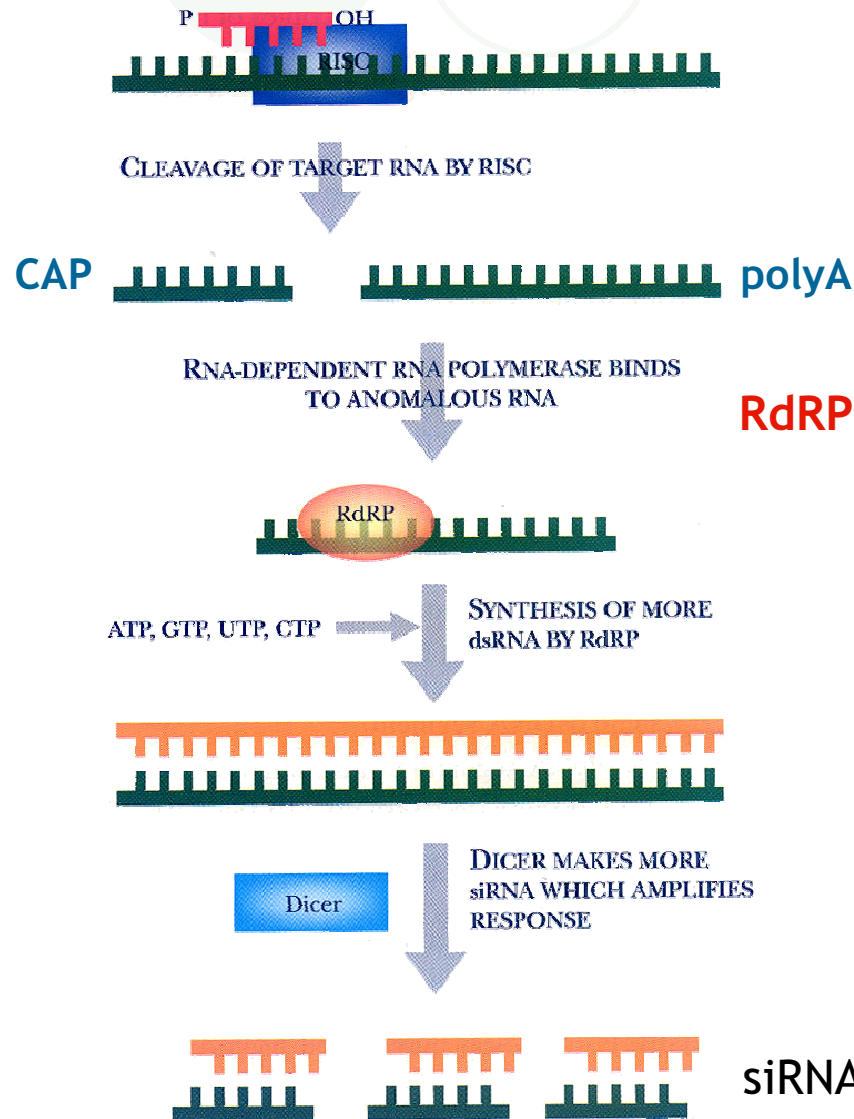 P OH
RISC
CLEAVAGE OF TARGET RNA BY RISC
CAP polyA
RNA-DEPENDENT RNA POLYMERASE BINDS
TO ANOMALOUS RNA
RdRP
RdRP
ATP, GTP, UTP, CTP
SYNTHESIS OF MORE
dsRNA BY RdRP
DICER MAKES MORE
siRNA WHICH AMPLIFIES
RESPONSE
Dicer
siRNA